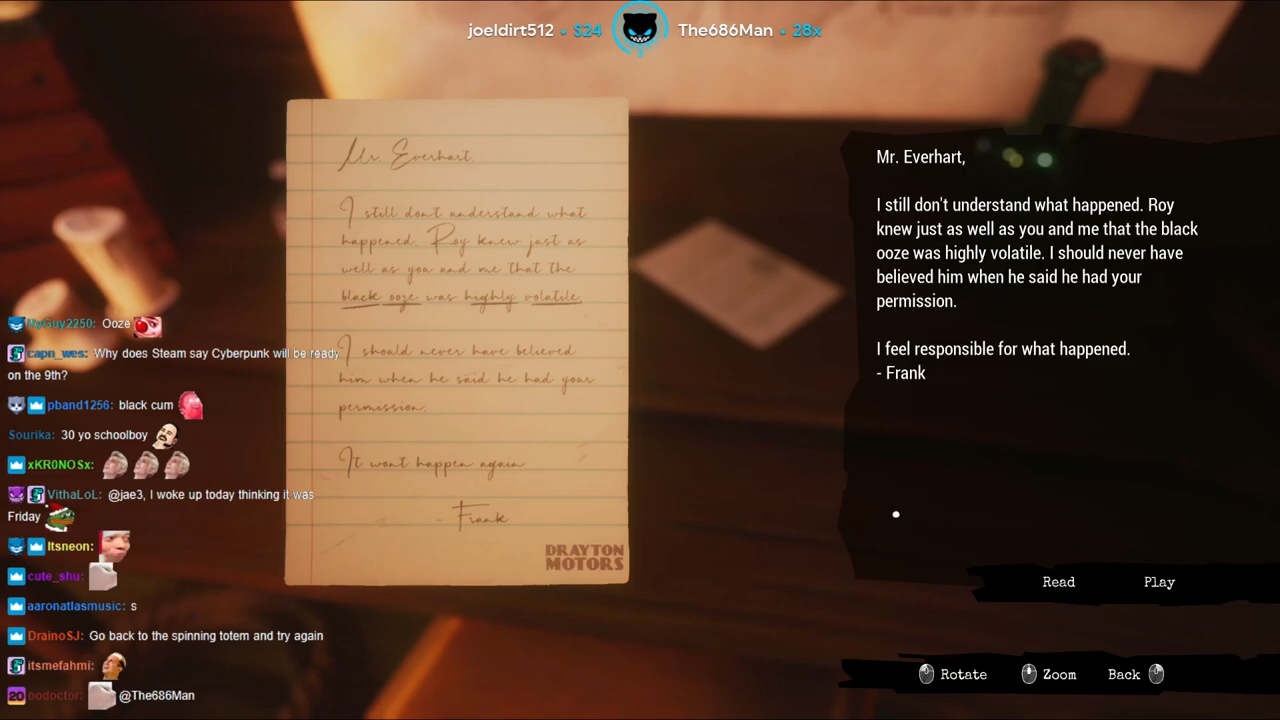 joeldirt512 • $24
The686Man • 28x
Mr. Everhart,
I still don't understand what
happened. Roy knew just as
well as you and me that the
black ooze was highly volatile.
I should never have believed
him when he said he had your
permission.
It wont happen again
- Frank
DRAYTON
MOTORS
Mr. Everhart,
I still don't understand what happened. Roy
knew just as well as you and me that the black
ooze was highly volatile. I should never have
believed him when he said he had your
permission.
I feel responsible for what happened.
- Frank
Read
Play
Rotate
Zoom
Back
MyGuy2250: Ooze
capn_wes: Why does Steam say Cyberpunk will be ready
on the 9th?
pband1256: black cum
Sourika: 30 yo schoolboy
xKR0NOSx:
VithaLoL: @jae3, I woke up today thinking it was
Friday
Itsneon:
cute_shu:
aaronatlasmusic: s
DrainoSJ: Go back to the spinning totem and try again
itsmefahmi:
20 oodoctor: @The686Man